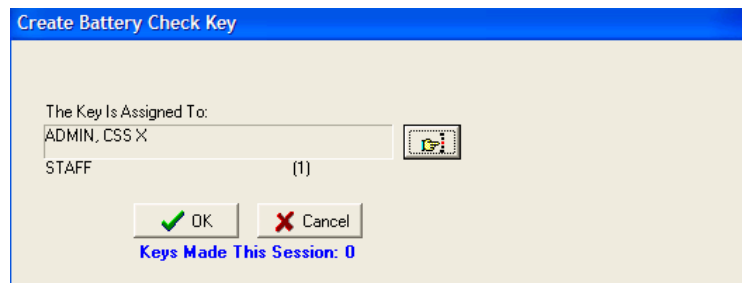 Create Battery Check Key
The Key Is Assigned To:
ADMIN, CSS X
STAFF (1)
OK Cancel
Keys Made This Session: 0